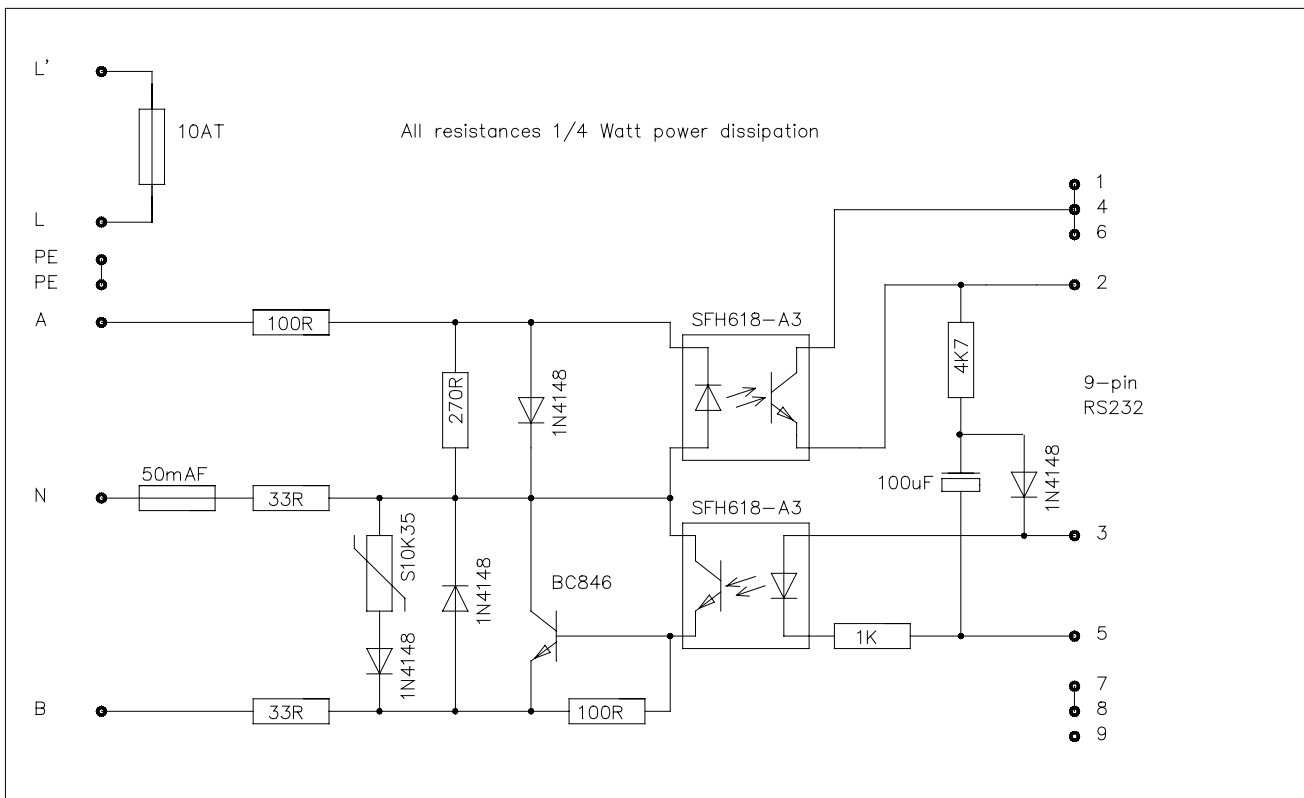 L'
10AT
All resistances 1/4 Watt power dissipation
1
L
4
6
PE
PE
2
A
100R
SFH618-A3
270R
1N4148
4K7
9-pin
RS232
50mAF
N
33R
100uF
1N4148
SFH618-A3
3
S10K35
1N4148
BC846
1N4148
1K
5
7
B
33R
100R
8
9